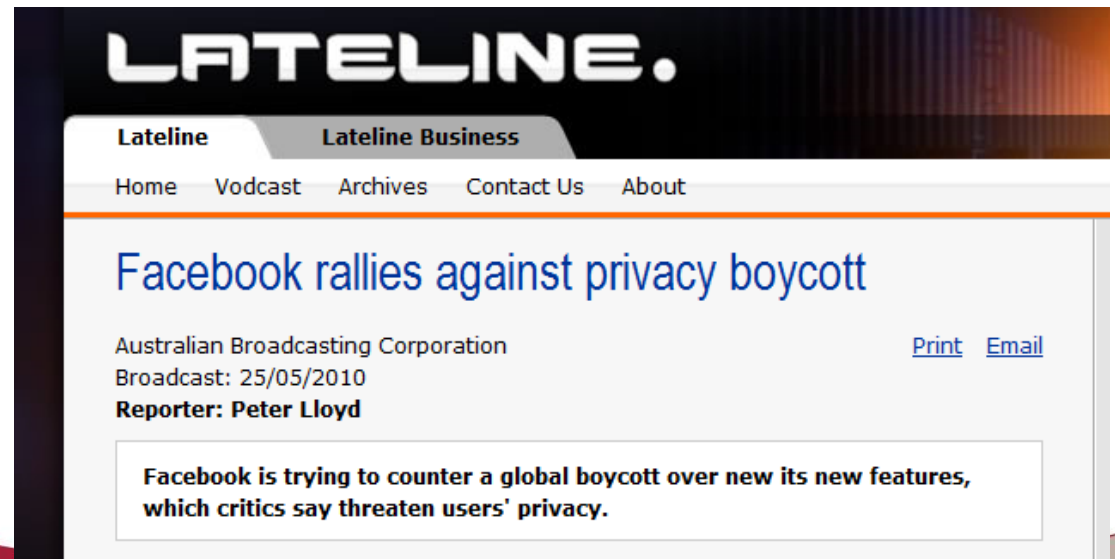 LATELINE.
Lateline Lateline Business
Home Vodcast Archives Contact Us About
Facebook rallies against privacy boycott
Australian Broadcasting Corporation Print Email
Broadcast: 25/05/2010
Reporter: Peter Lloyd
Facebook is trying to counter a global boycott over new its new features,
which critics say threaten users' privacy.